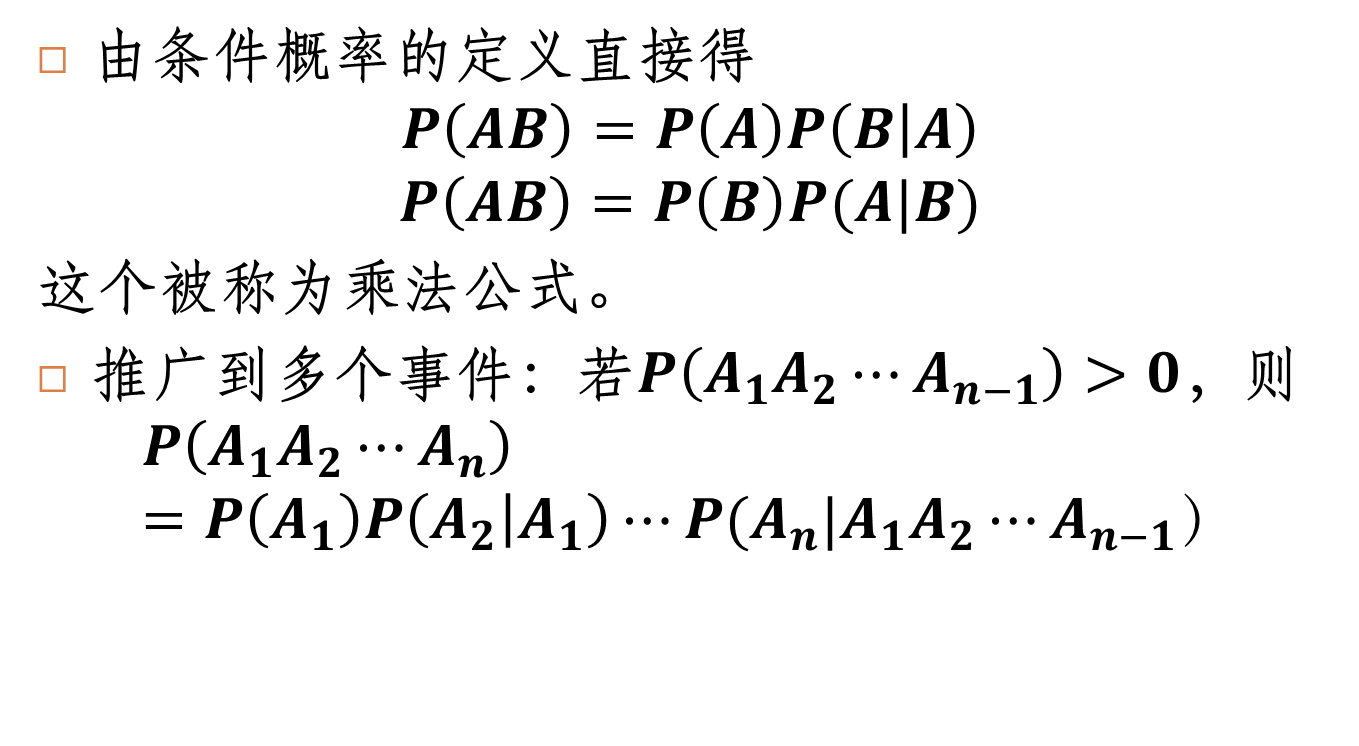 □ 由条件概率的定义直接得
P(AB) = P(A)P(B|A)
P(AB) = P(B)P(A|B)
这个被称为乘法公式。
□ 推广到多个事件：若P(A₁A₂ ⋯ Aₙ₋₁) > 0，则
P(A₁A₂ ⋯ Aₙ)
= P(A₁)P(A₂|A₁) ⋯ P(Aₙ|A₁A₂ ⋯ Aₙ₋₁）